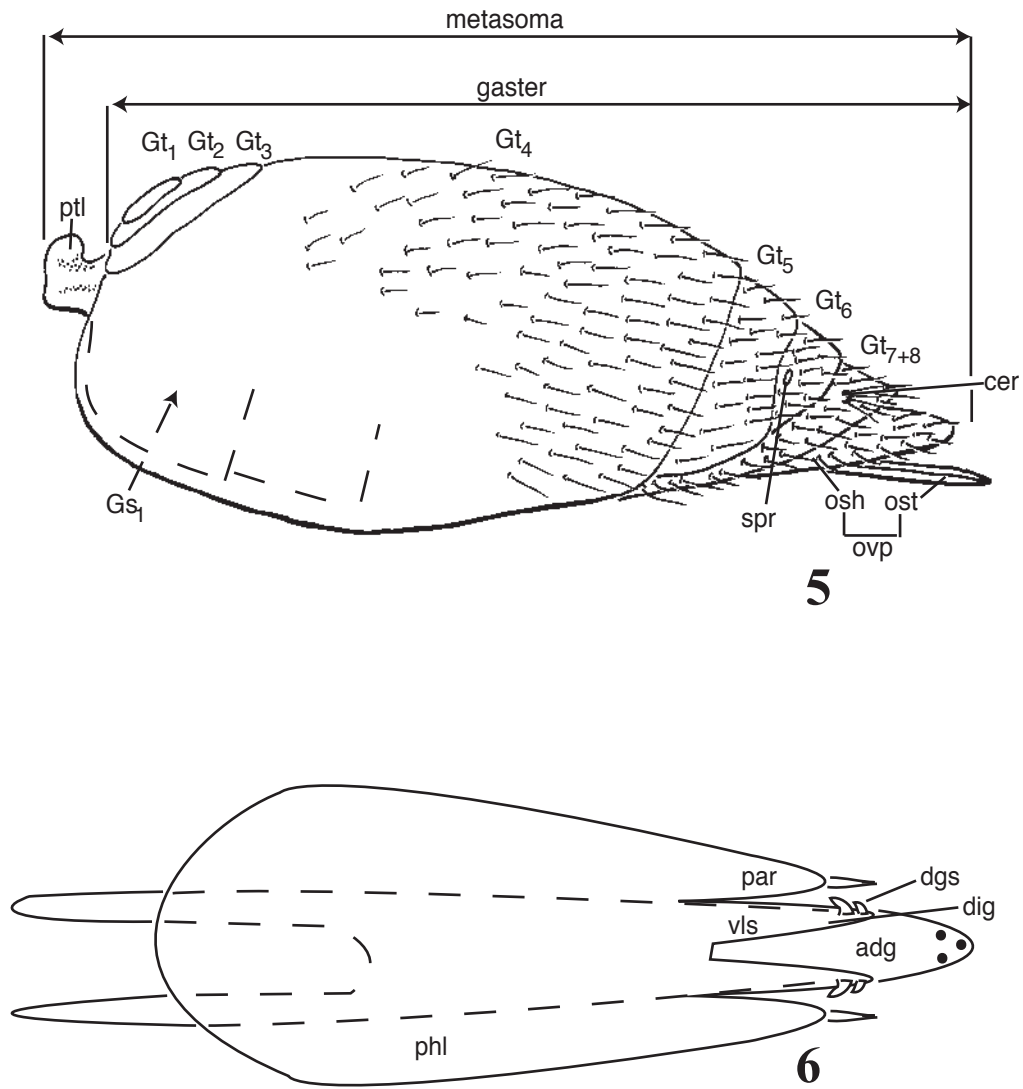 metasoma
gaster
Gt1 Gt2 Gt3 Gt4
ptl
Gt5
Gt6
Gt7+8
cer
Gs1
spr
osh ost
ovp
5
par
dgs
dig
vls
adg
phl
6